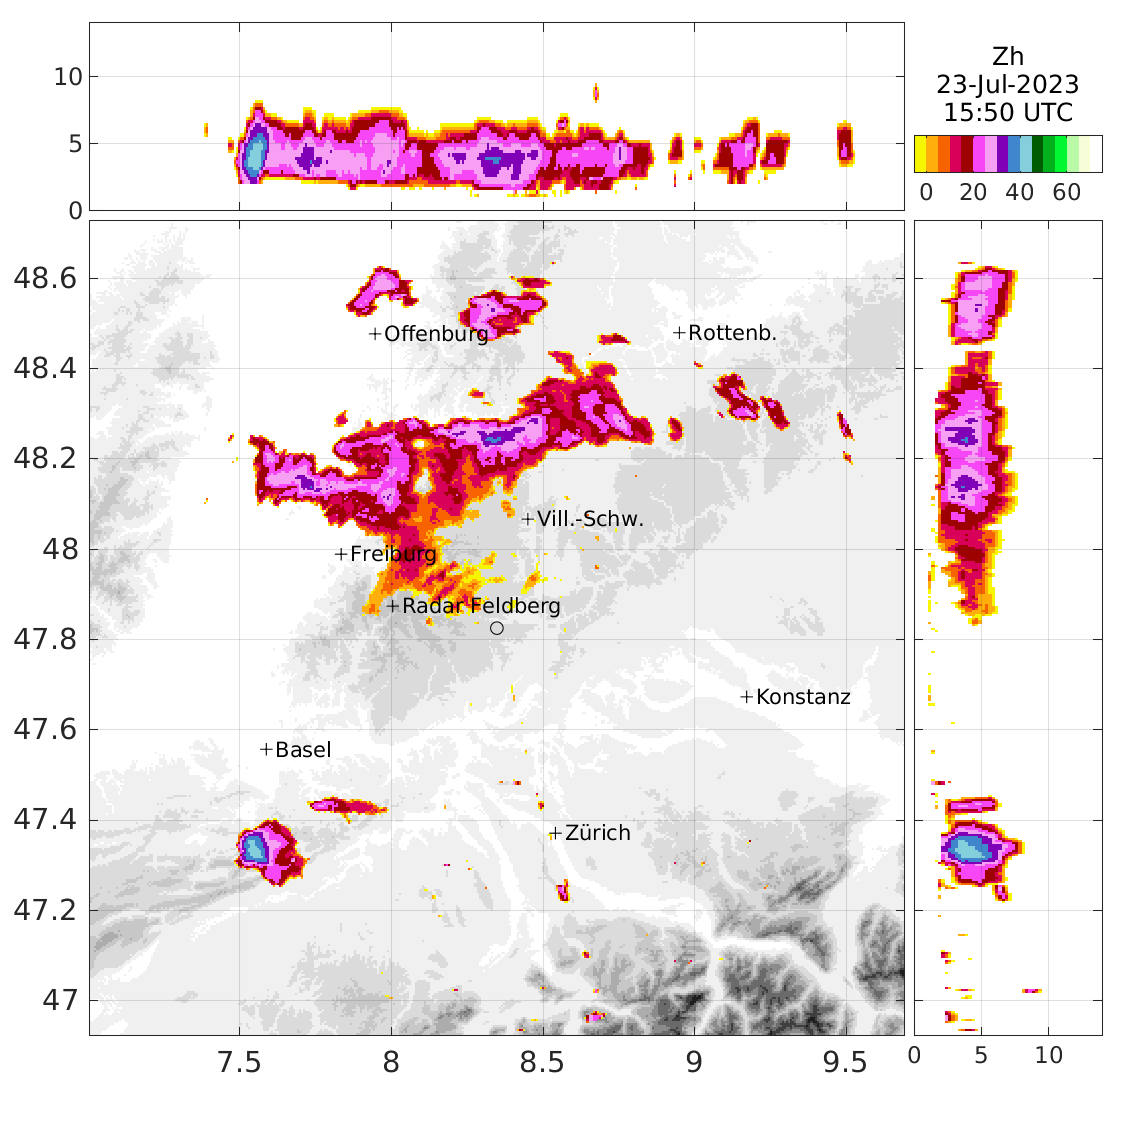 10
5
0
Zh
23-Jul-2023
15:50 UTC
0 20 40 60
48.6
48.4
48.2
48
47.8
47.6
47.4
47.2
47
+Offenburg
+Rottenb.
+Vill.-Schw.
+Freiburg
+Radar Feldberg
+Konstanz
+Basel
+Zürich
7.5 8 8.5 9 9.5
0 5 10